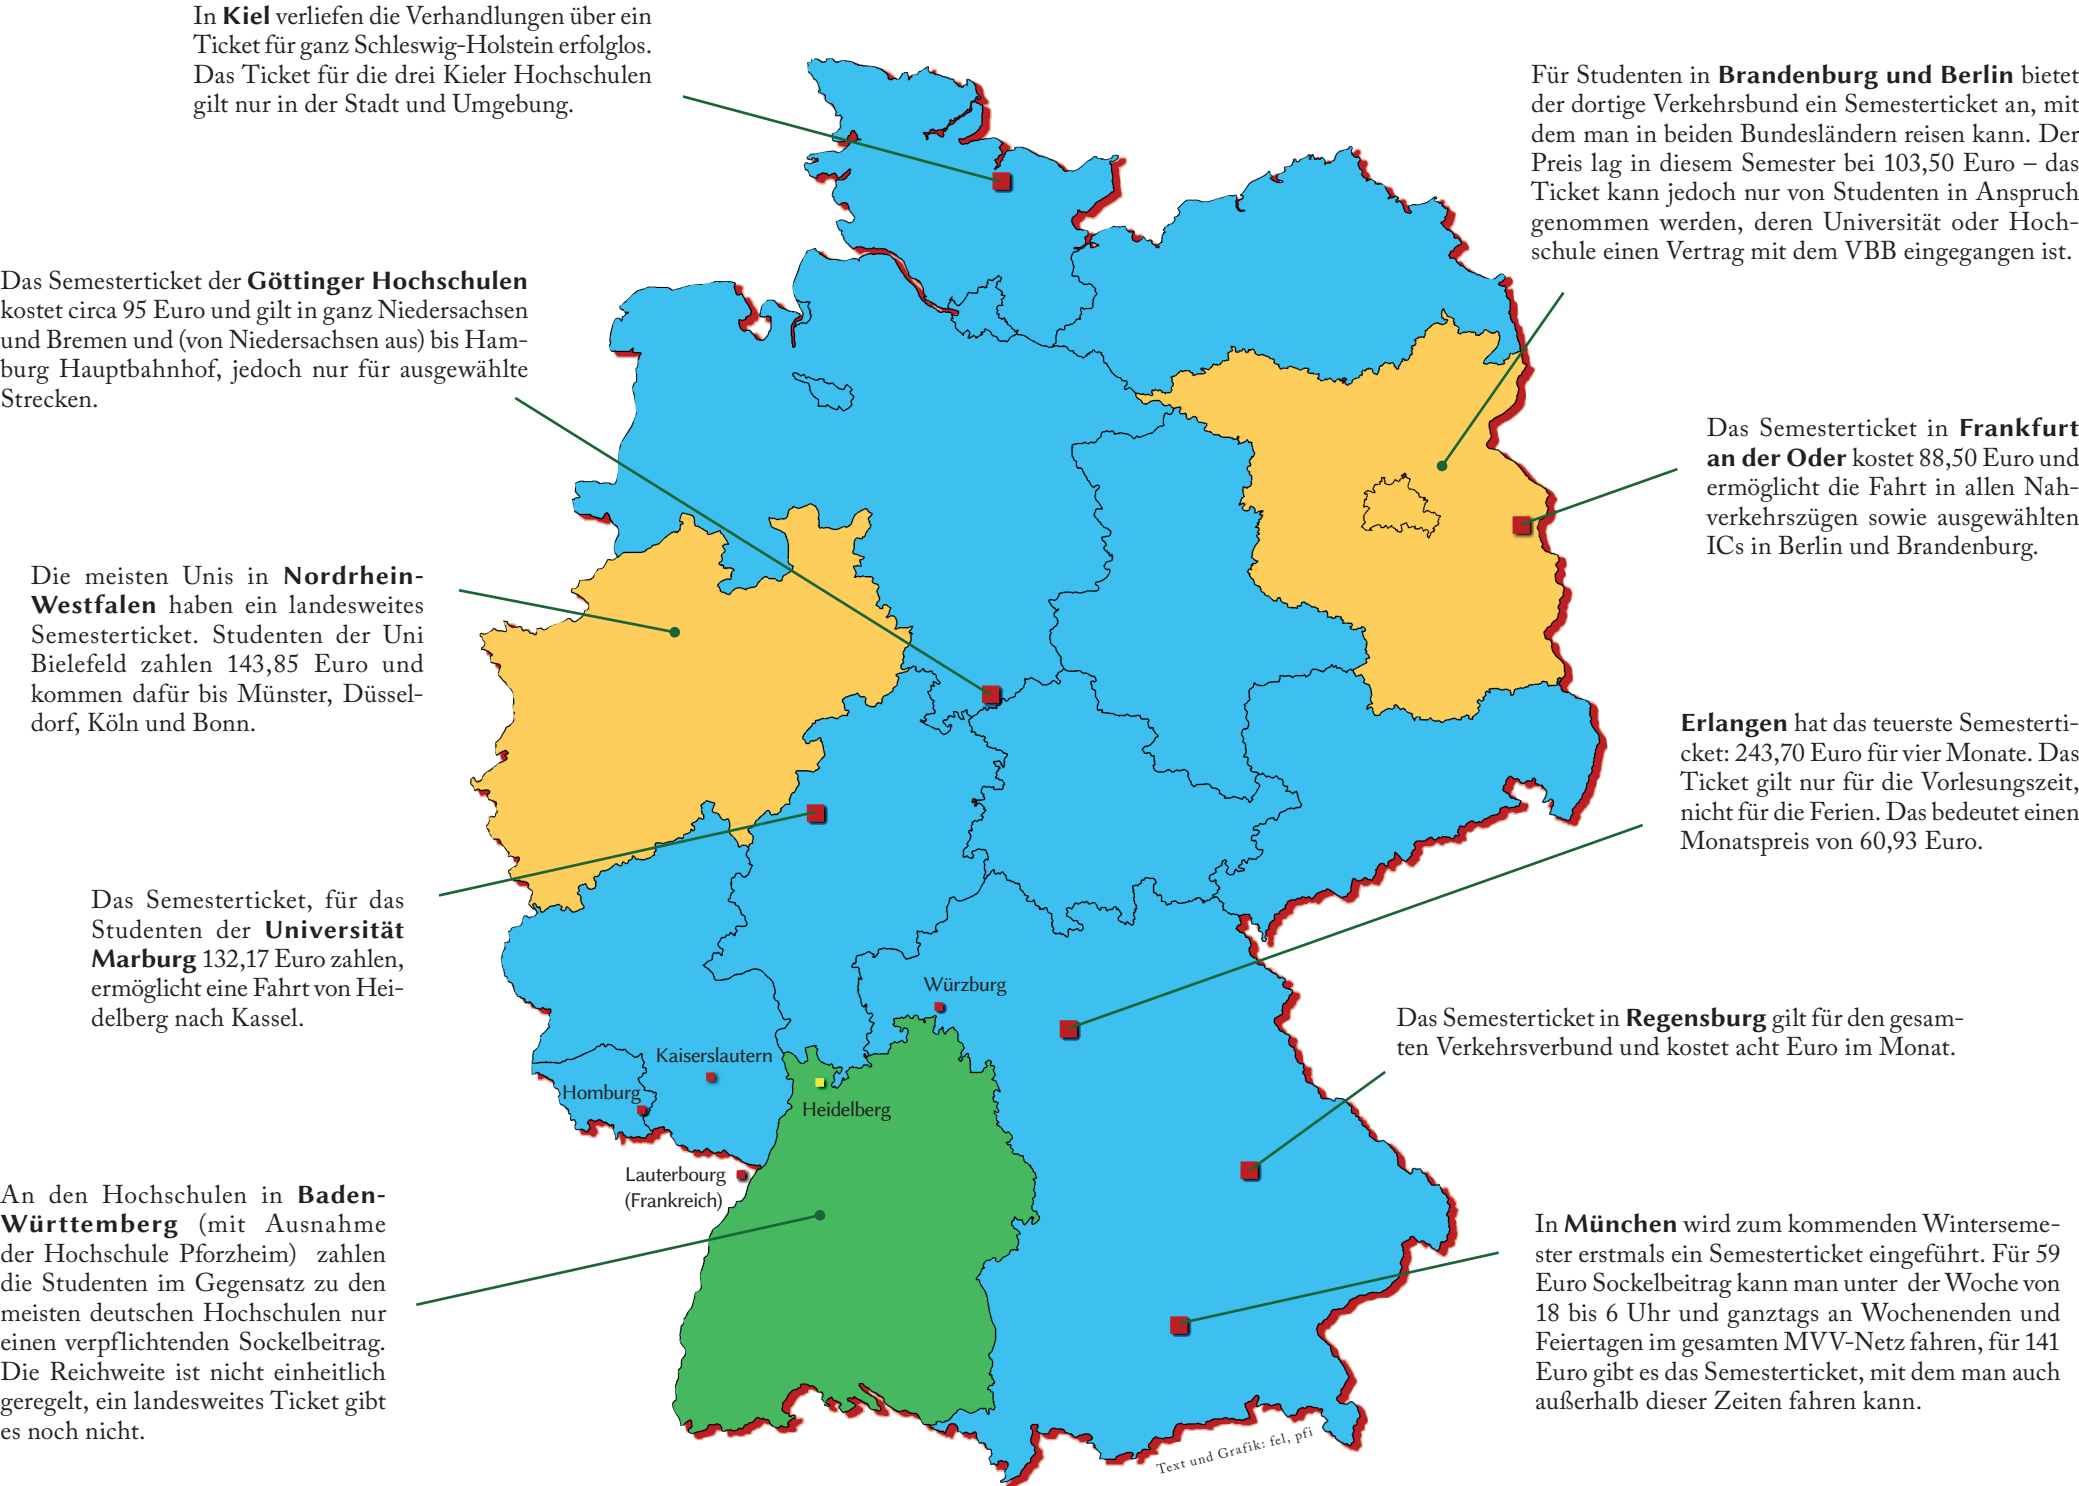 In Kiel verliefen die Verhandlungen über ein
Ticket für ganz Schleswig-Holstein erfolglos.
Das Ticket für die drei Kieler Hochschulen
gilt nur in der Stadt und Umgebung.
Für Studenten in Brandenburg und Berlin bietet
der dortige Verkehrsbund ein Semesterticket an, mit
dem man in beiden Bundesländern reisen kann. Der
Preis lag in diesem Semester bei 103,50 Euro – das
Ticket kann jedoch nur von Studenten in Anspruch
genommen werden, deren Universität oder Hoch-
schule einen Vertrag mit dem VBB eingegangen ist.
Das Semesterticket der Göttinger Hochschulen
kostet circa 95 Euro und gilt in ganz Niedersachsen
und Bremen und (von Niedersachsen aus) bis Ham-
burg Hauptbahnhof, jedoch nur für ausgewählte
Strecken.
Das Semesterticket in Frankfurt
an der Oder kostet 88,50 Euro und
ermöglicht die Fahrt in allen Nah-
verkehrszügen sowie ausgewählten
ICs in Berlin und Brandenburg.
Die meisten Unis in Nordrhein-
Westfalen haben ein landesweites
Semesterticket. Studenten der Uni
Bielefeld zahlen 143,85 Euro und
kommen dafür bis Münster, Düssel-
dorf, Köln und Bonn.
Erlangen hat das teuerste Semesterti-
cket: 243,70 Euro für vier Monate. Das
Ticket gilt nur für die Vorlesungszeit,
nicht für die Ferien. Das bedeutet einen
Monatspreis von 60,93 Euro.
Das Semesterticket, für das
Studenten der Universität
Marburg 132,17 Euro zahlen,
ermöglicht eine Fahrt von Hei-
delberg nach Kassel.
Würzburg
Das Semesterticket in Regensburg gilt für den gesam-
ten Verkehrsverbund und kostet acht Euro im Monat.
Kaiserslautern
Homburg
Heidelberg
Lauterbourg
(Frankreich)
An den Hochschulen in Baden-
Württemberg (mit Ausnahme
der Hochschule Pforzheim) zahlen
die Studenten im Gegensatz zu den
meisten deutschen Hochschulen nur
einen verpflichtenden Sockelbeitrag.
Die Reichweite ist nicht einheitlich
geregelt, ein landesweites Ticket gibt
es noch nicht.
In München wird zum kommenden Winterseme-
ster erstmals ein Semesterticket eingeführt. Für 59
Euro Sockelbeitrag kann man unter der Woche von
18 bis 6 Uhr und ganztags an Wochenenden und
Feiertagen im gesamten MVV-Netz fahren, für 141
Euro gibt es das Semesterticket, mit dem man auch
außerhalb dieser Zeiten fahren kann.
Text und Grafik: fel, pfi